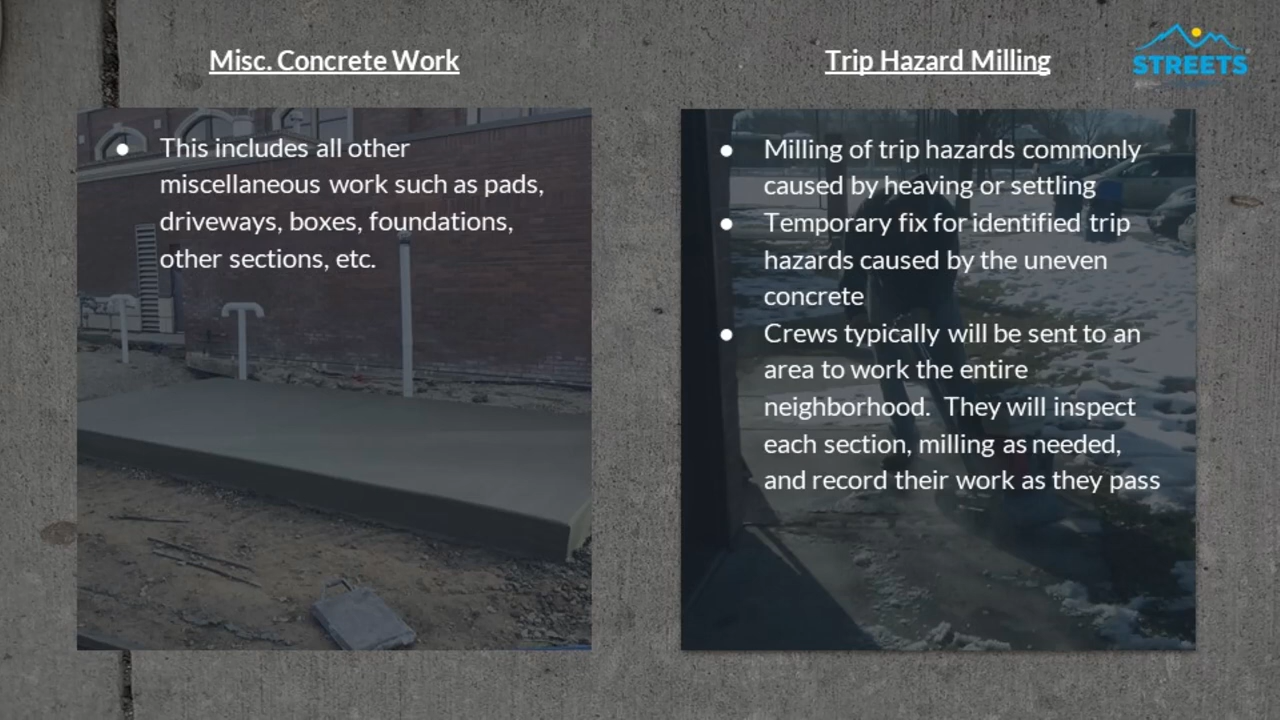 Misc. Concrete Work
This includes all other
miscellaneous work such as pads,
driveways, boxes, foundations,
other sections, etc.
Trip Hazard Milling
STREETS
Milling of trip hazards commonly
caused by heaving or settling
Temporary fix for identified trip
hazards caused by the uneven
concrete
Crews typically will be sent to an
area to work the entire
neighborhood.  They will inspect
each section, milling as needed,
and record their work as they pass